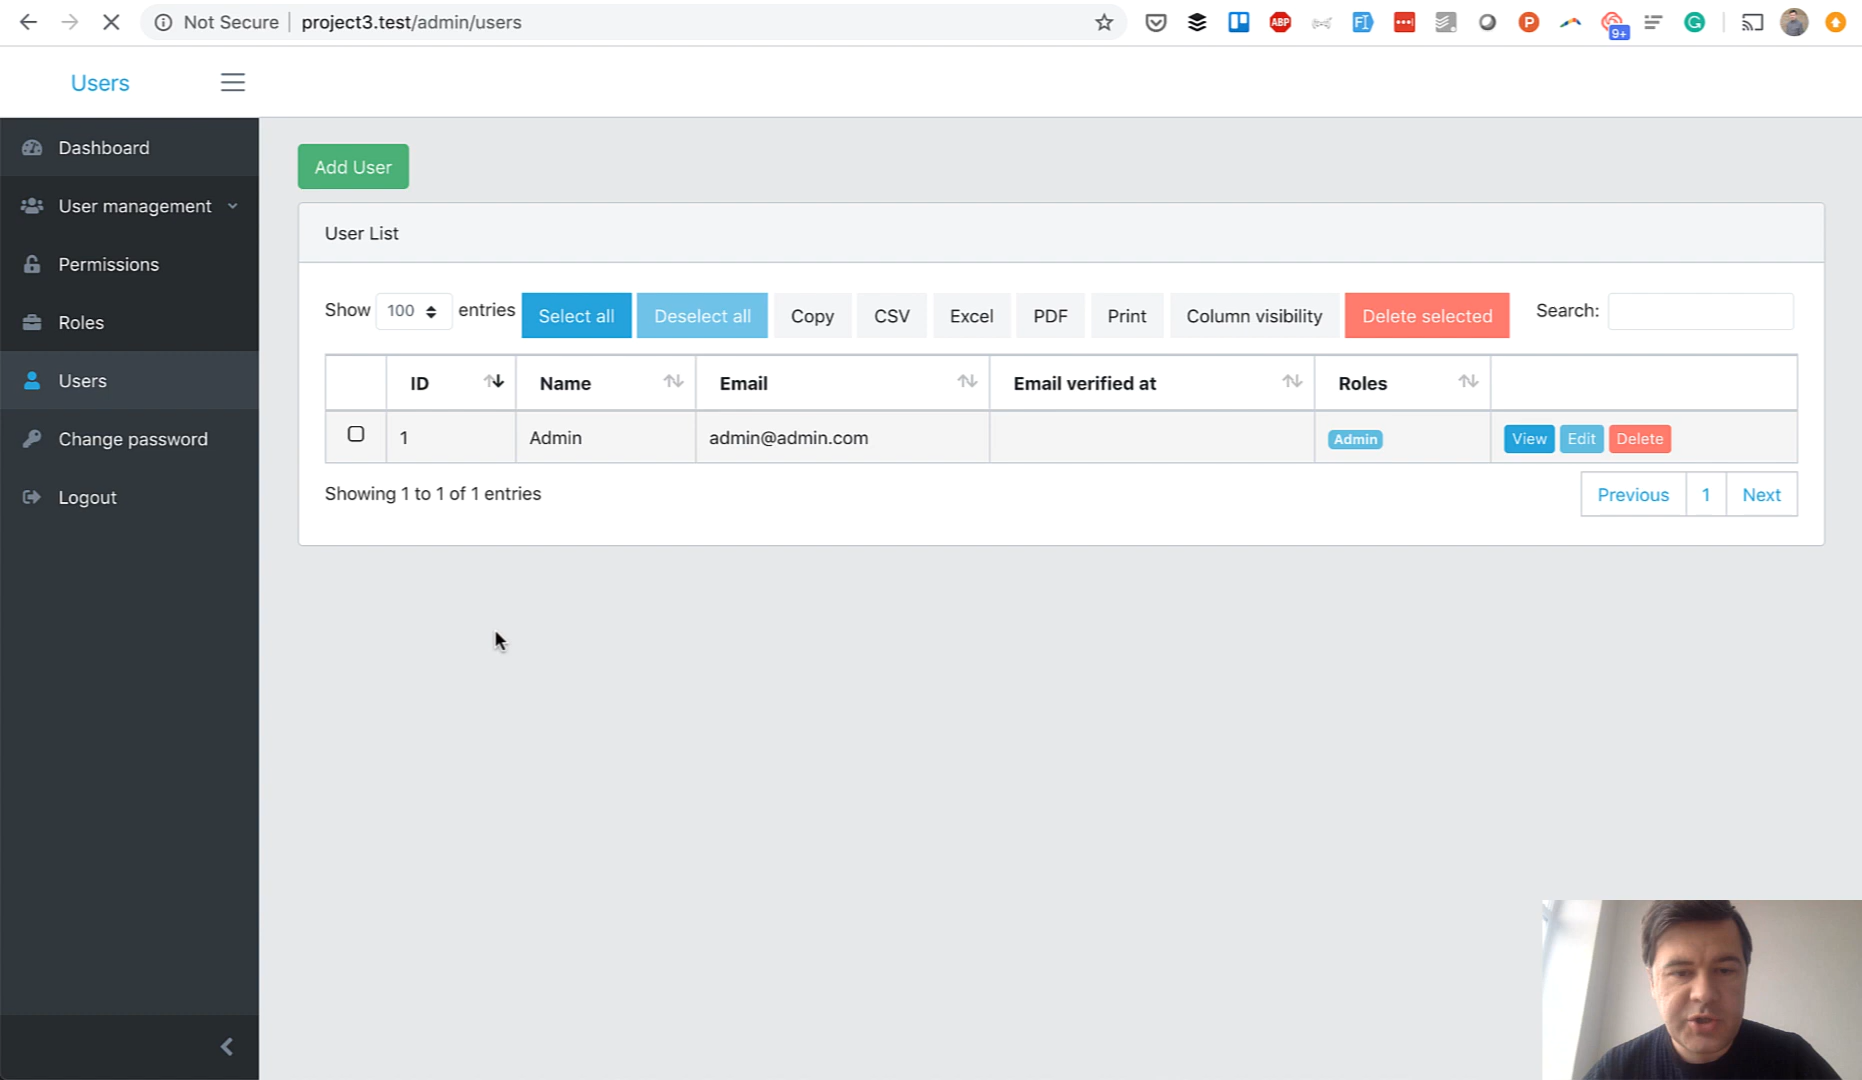 Not Secure project3.test/admin/users
ABP
FI
P
9+
G
Users
Dashboard
User management
Permissions
Roles
Users
Change password
Logout
Add User
User List
Show 100 entries Select all Deselect all Copy CSV Excel PDF Print Column visibility Delete selected Search:
ID Name Email Email verified at Roles
1 Admin admin@admin.com Admin View Edit Delete
Showing 1 to 1 of 1 entries
Previous 1 Next